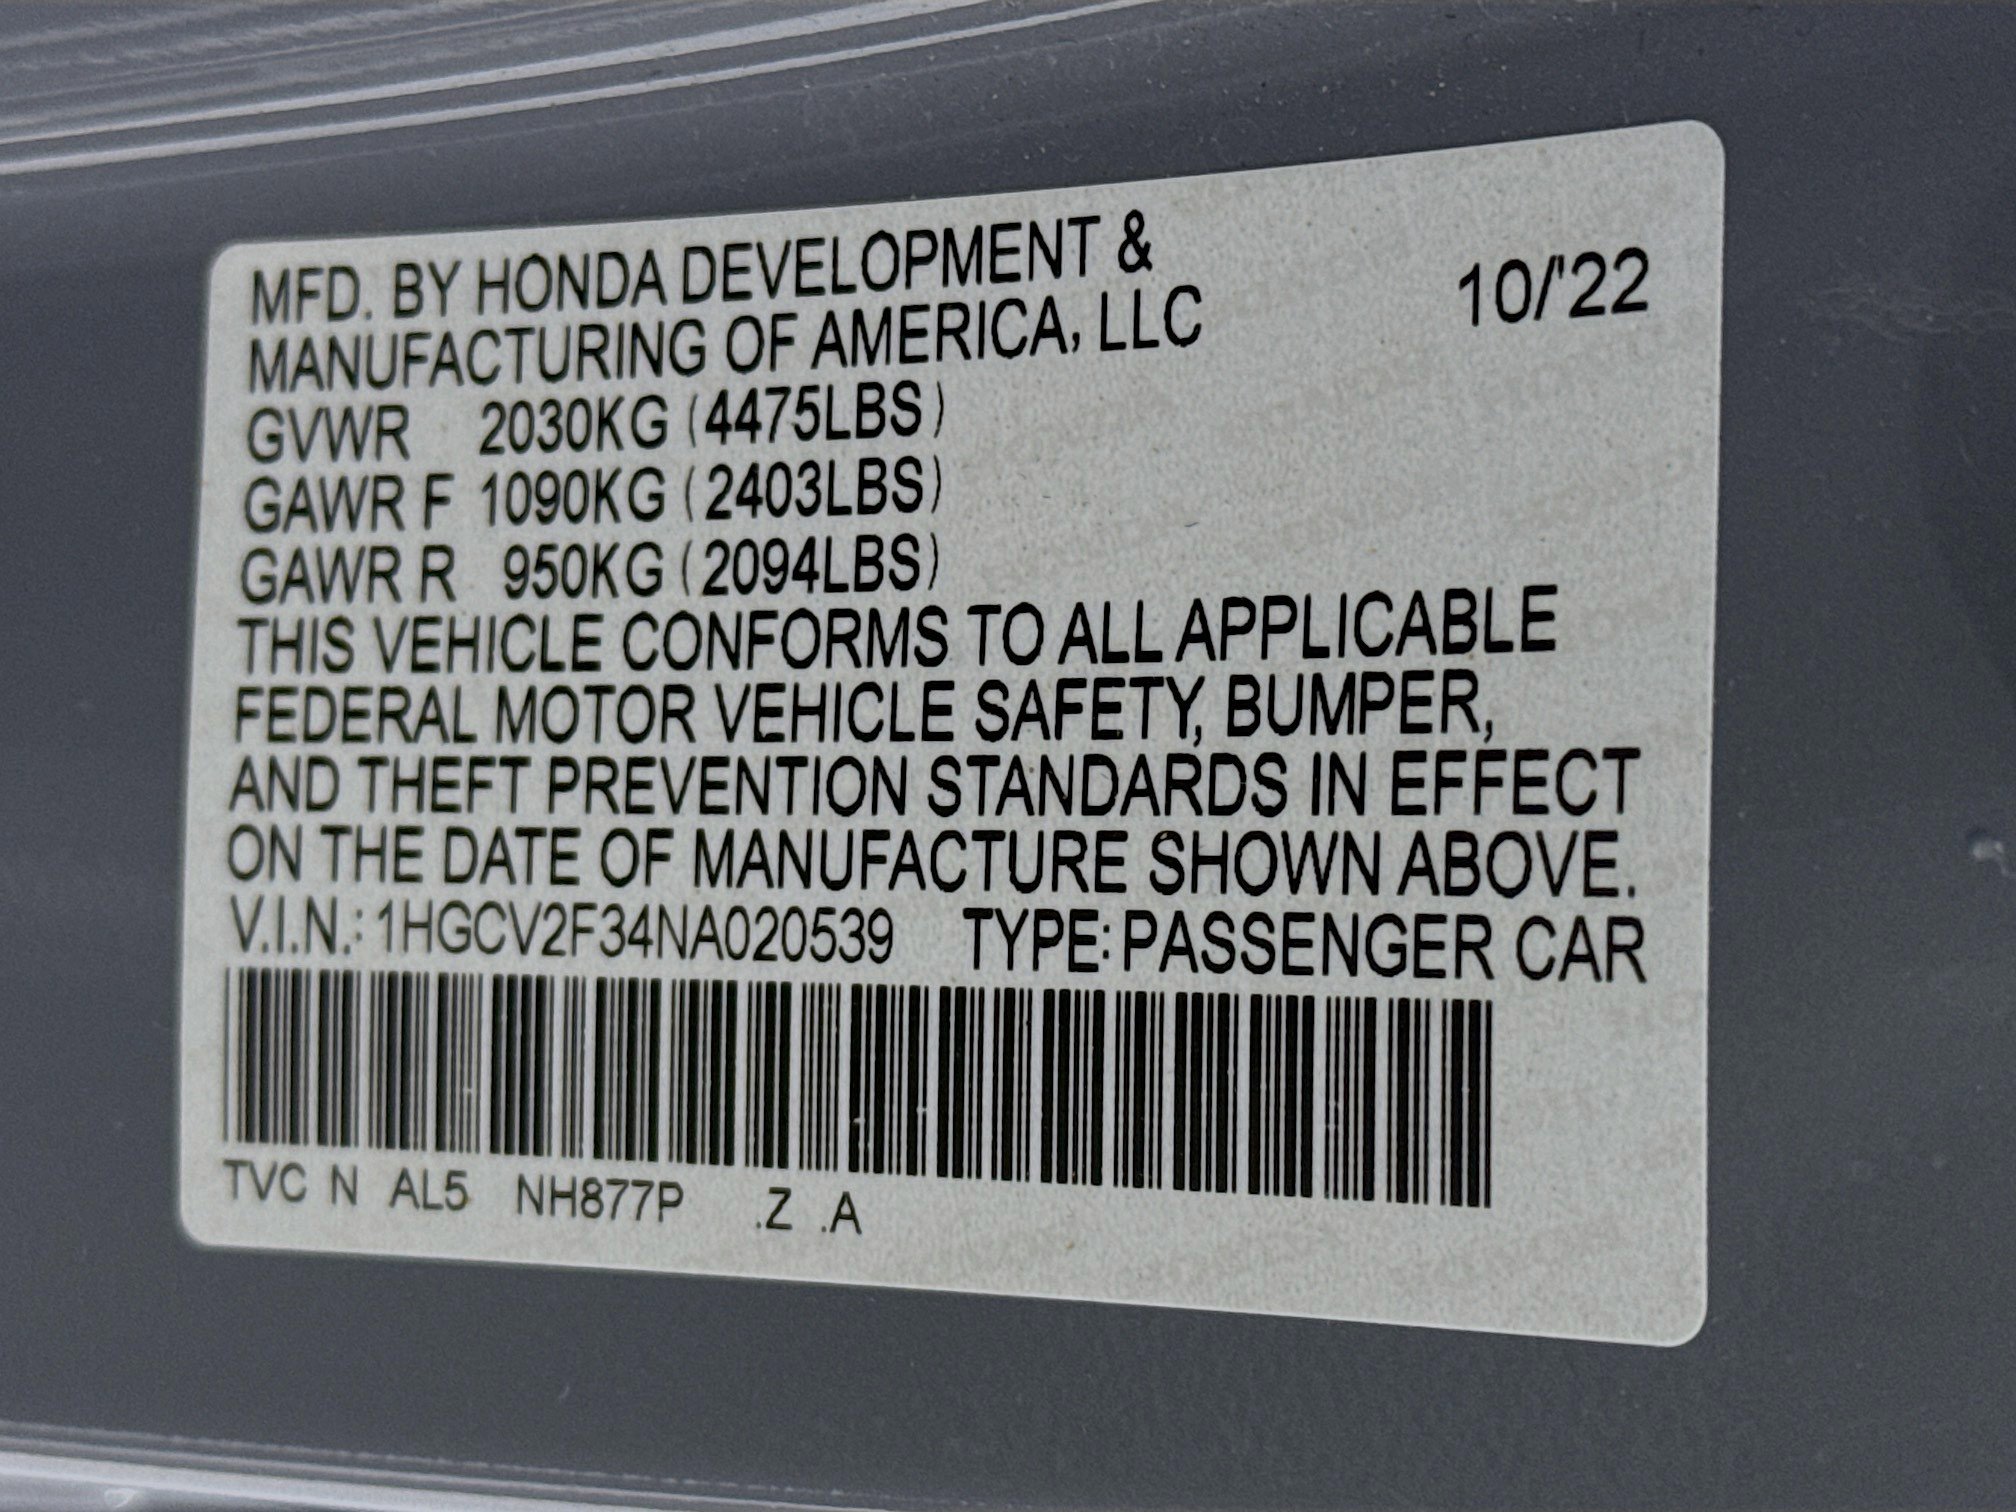 MFD. BY HONDA DEVELOPMENT &
MANUFACTURING OF AMERICA, LLC 10/'22
GVWR 2030KG (4475LBS)
GAWR F 1090KG (2403LBS)
GAWR R 950KG (2094LBS)
THIS VEHICLE CONFORMS TO ALL APPLICABLE
FEDERAL MOTOR VEHICLE SAFETY, BUMPER,
AND THEFT PREVENTION STANDARDS IN EFFECT
ON THE DATE OF MANUFACTURE SHOWN ABOVE.
V.I.N.: 1HGCV2F34NA020539 TYPE: PASSENGER CAR
TVC N AL5 NH877P .Z .A